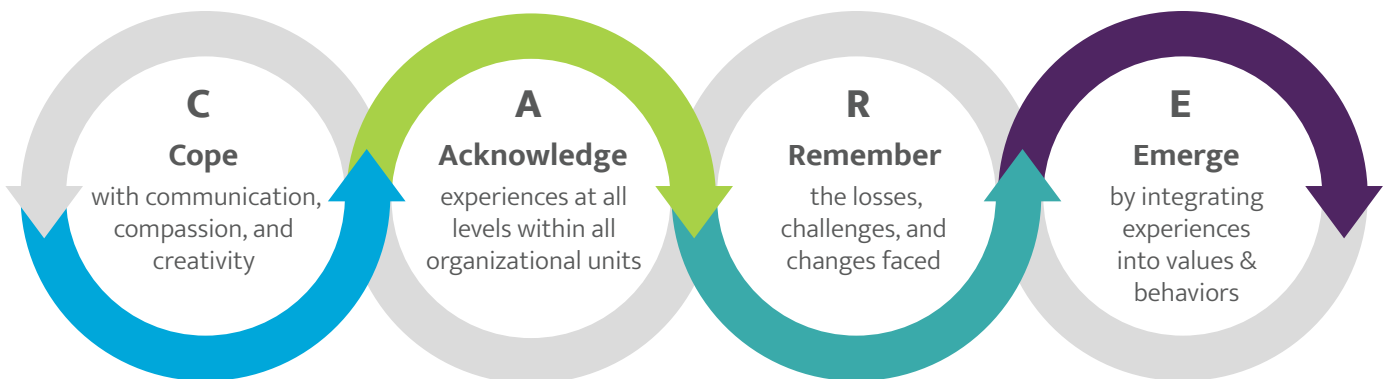 C
Cope
with communication,
compassion, and
creativity
A
Acknowledge
experiences at all
levels within all
organizational units
R
Remember
the losses,
challenges, and
changes faced
E
Emerge
by integrating
experiences
into values &
behaviors